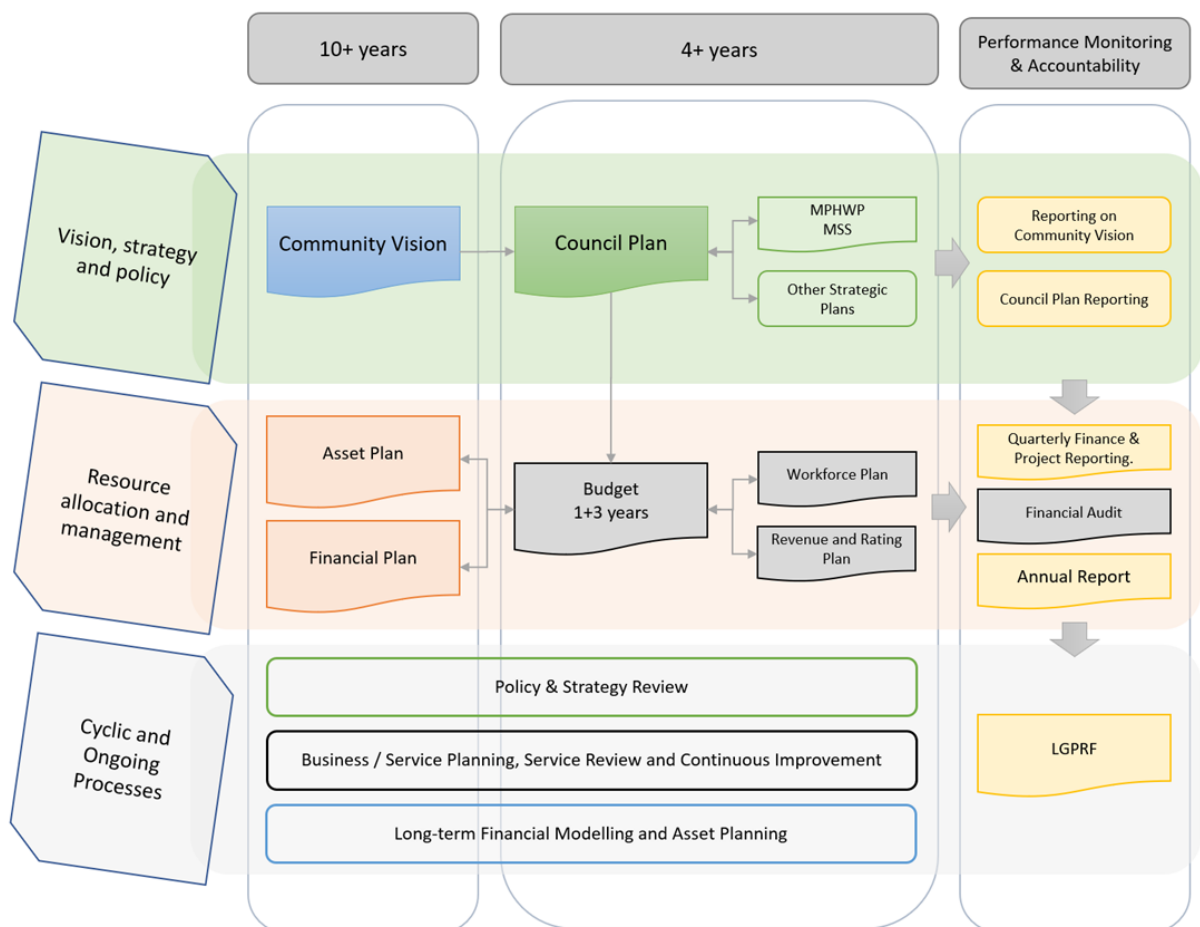 10+ years
4+ years
Performance Monitoring
& Accountability
Vision, strategy
and policy
Community Vision
Council Plan
MPHWP
MSS
Other Strategic
Plans
Reporting on
Community Vision
Council Plan Reporting
Resource
allocation and
management
Asset Plan
Financial Plan
Budget
1+3 years
Workforce Plan
Revenue and Rating
Plan
Quarterly Finance &
Project Reporting.
Financial Audit
Annual Report
Cyclic and
Ongoing
Processes
Policy & Strategy Review
Business / Service Planning, Service Review and Continuous Improvement
Long-term Financial Modelling and Asset Planning
LGPRF